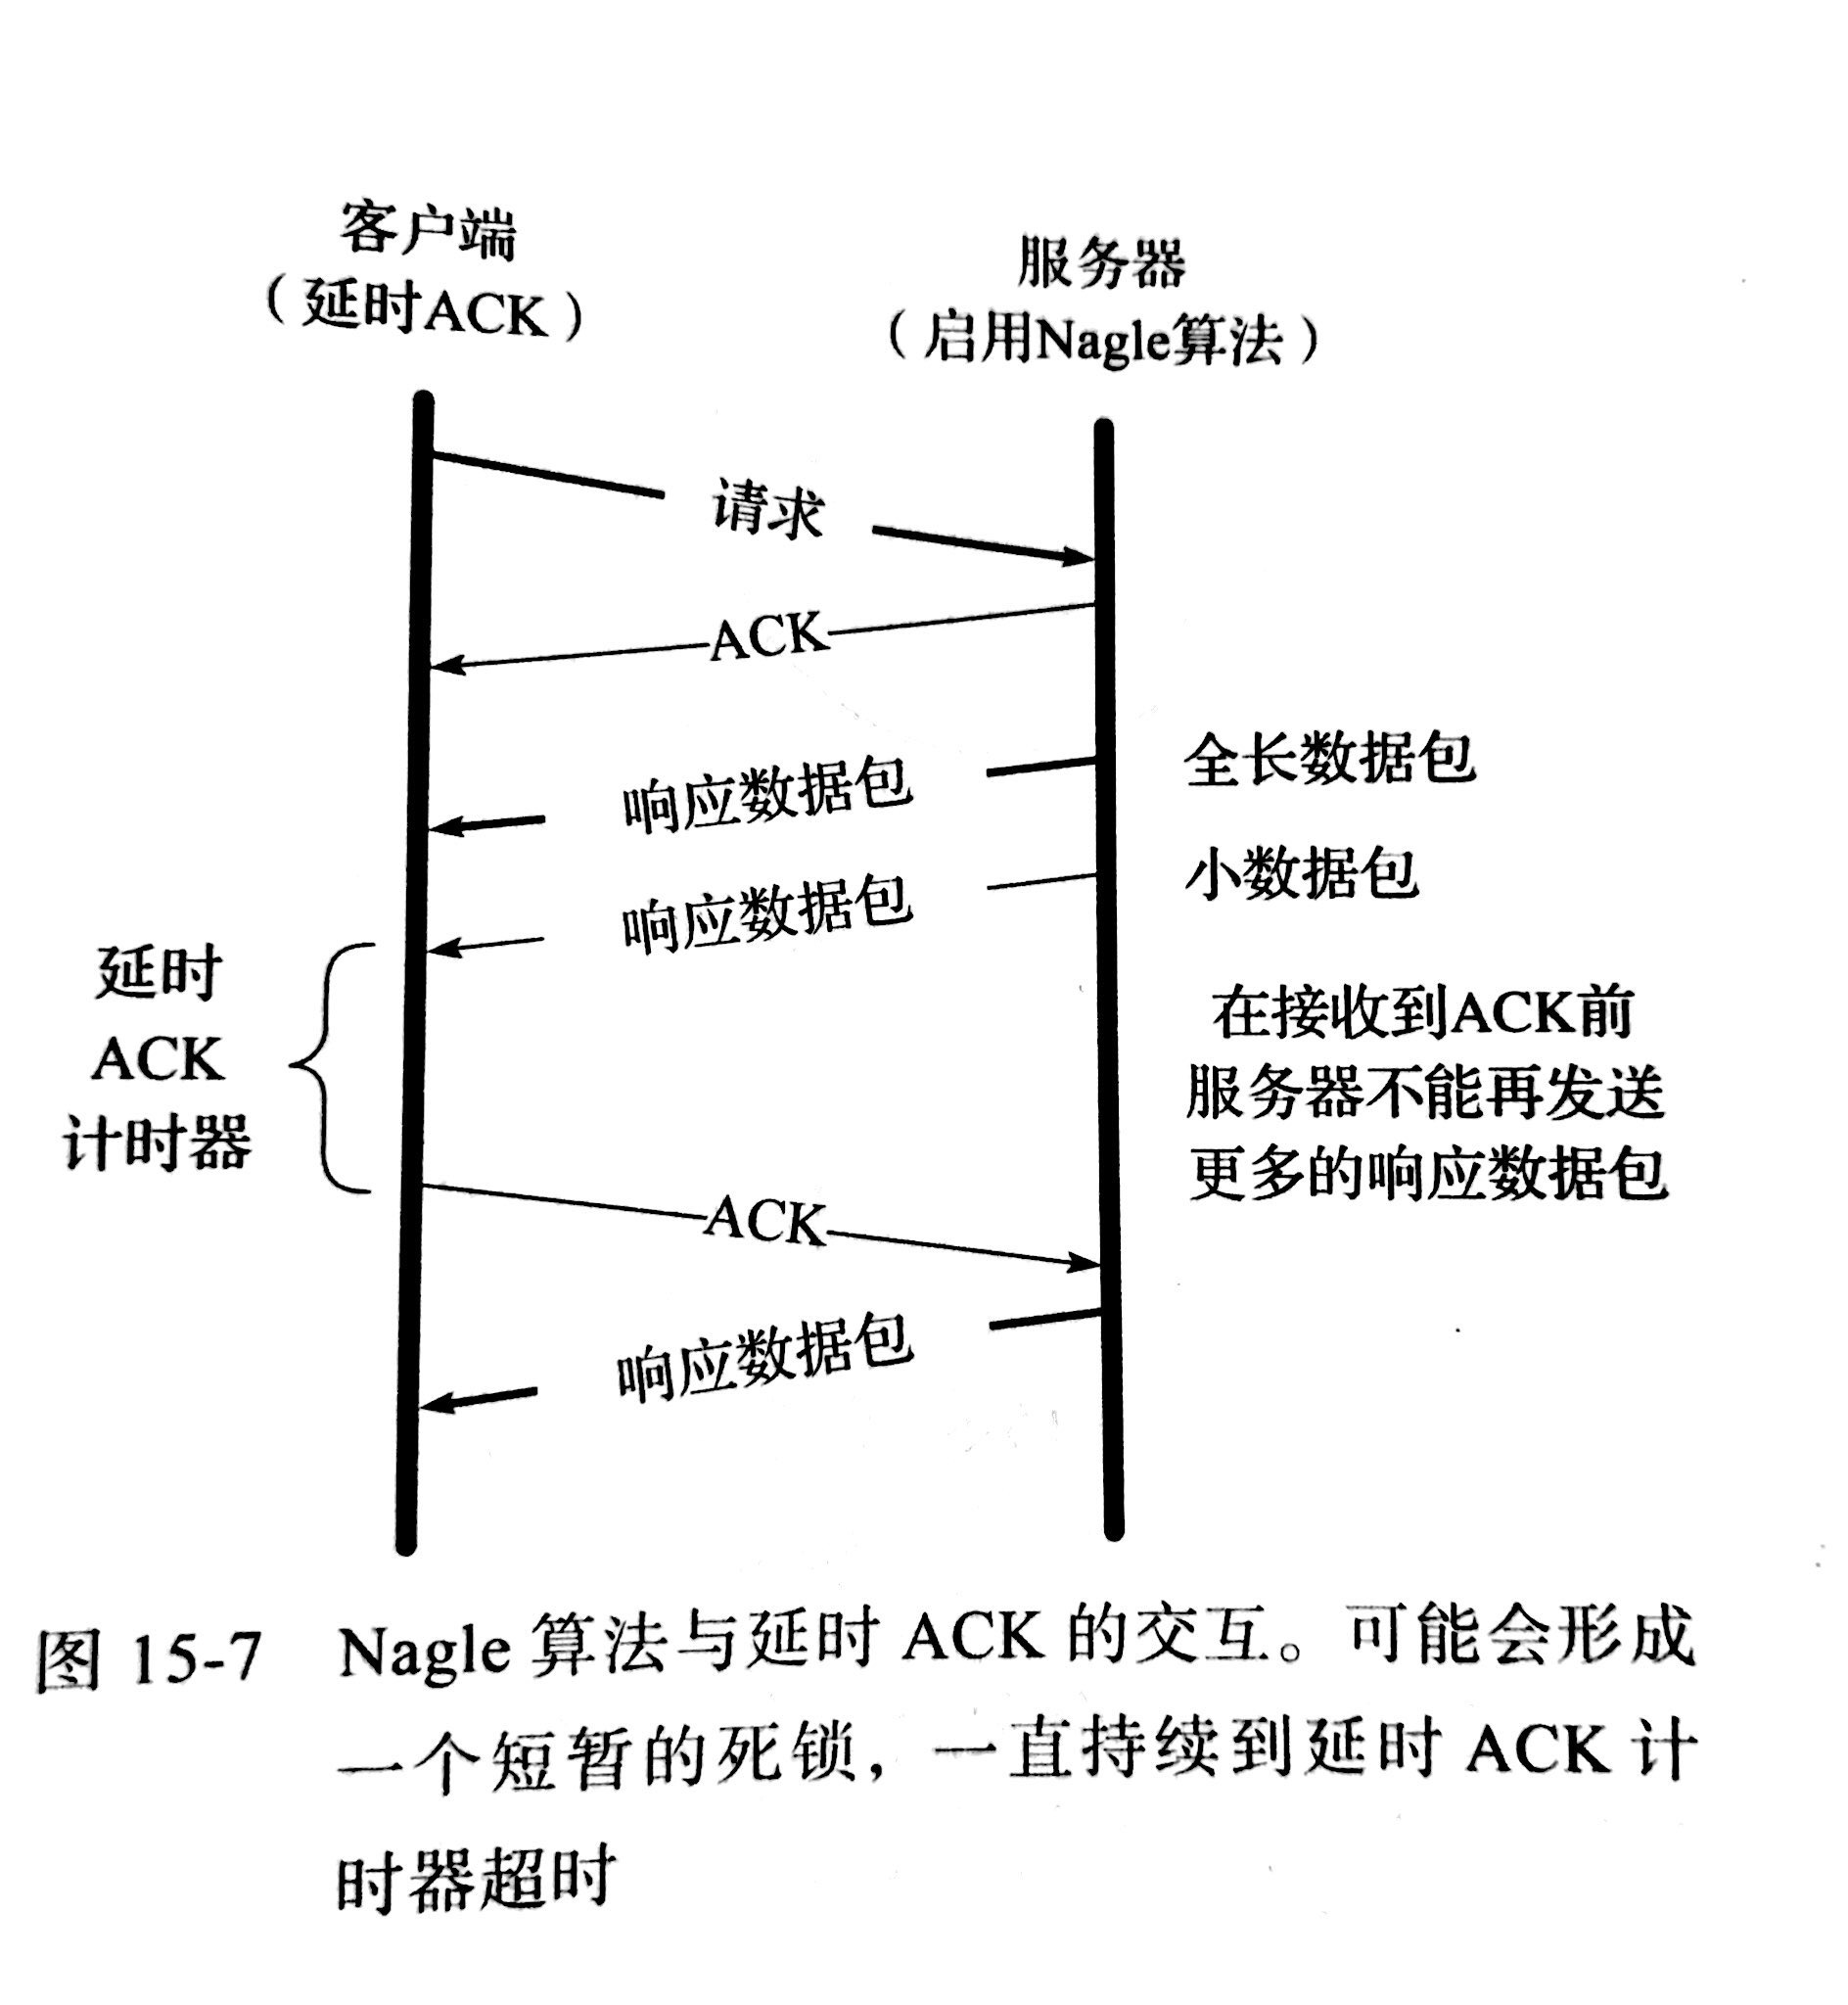 客户端
（延时ACK）
服务器
（启用Nagle算法）
请求
ACK
响应数据包
全长数据包
响应数据包
小数据包
延时
ACK
计时器
在接收到ACK前
服务器不能再发送
更多的响应数据包
ACK
响应数据包
图 15-7 Nagle 算法与延时 ACK 的交互。可能会形成
一个短暂的死锁，一直持续到延时 ACK 计
时器超时